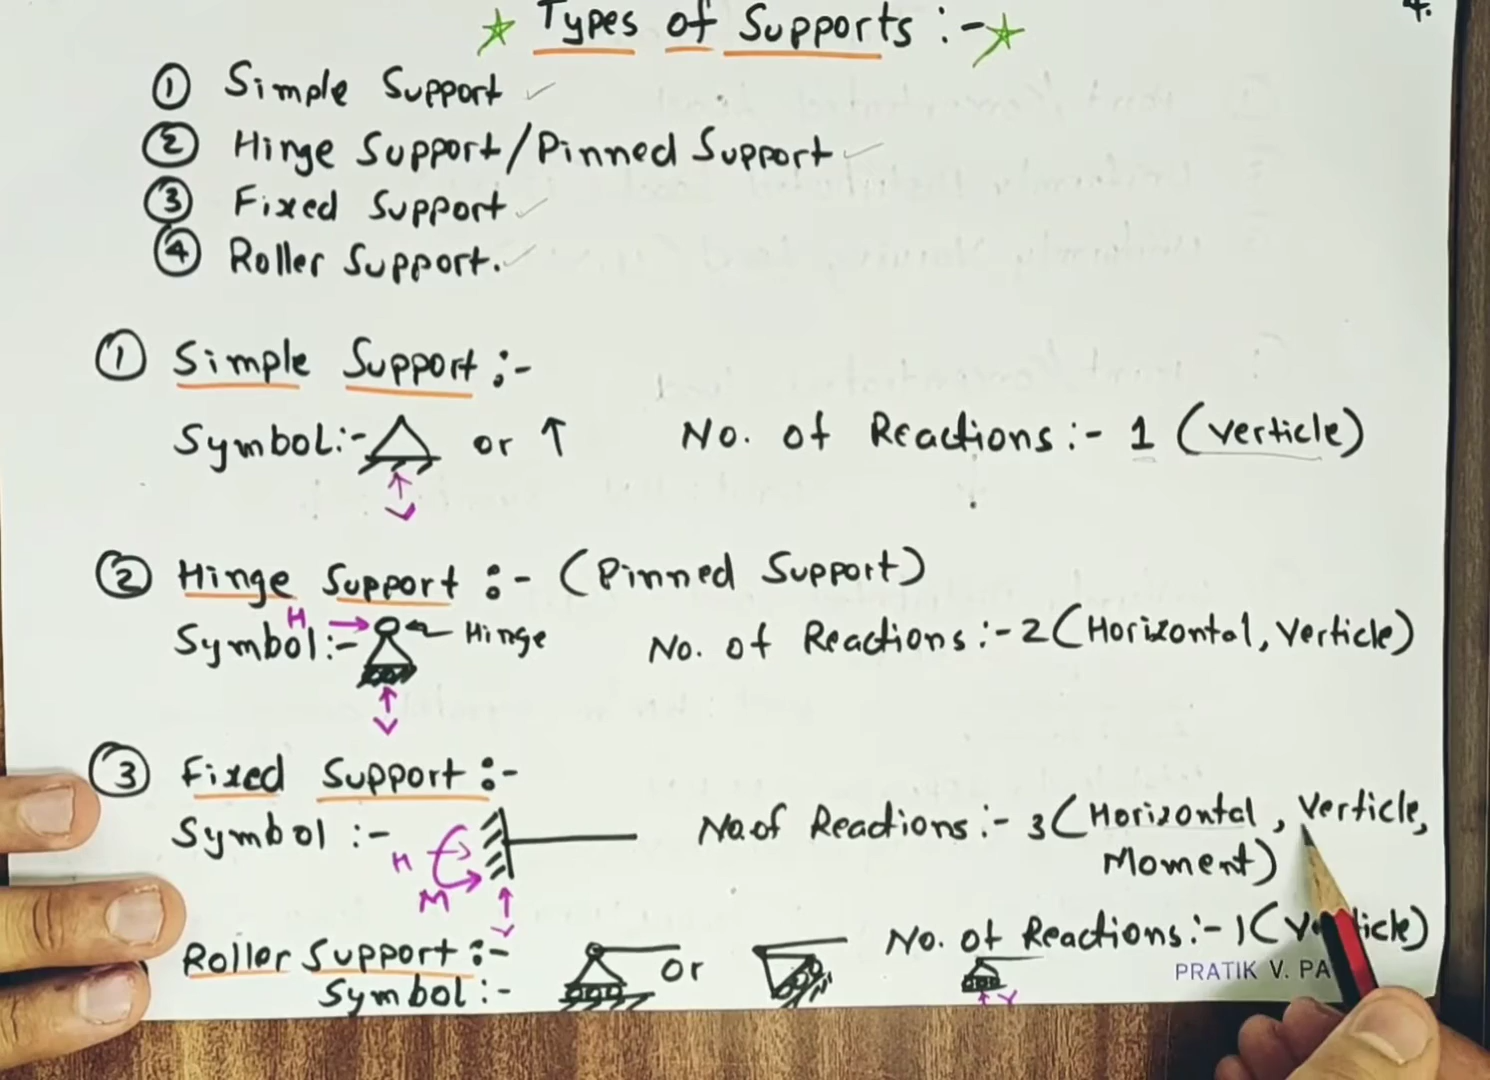 Types of Supports :-
① Simple Support
② Hinge Support/Pinned Support
③ Fixed Support
④ Roller Support.
① Simple Support :-
Symbol:- or ↑ No. of Reactions :- 1 (verticle)
V
② Hinge Support :- (Pinned Support)
H
Symbol:- Hinge No. of Reactions :- 2 (Horizontal, Verticle)
V
③ Fixed Support :-
Symbol :- No. of Reactions :- 3 (Horizontal, Verticle,
Moment)
H
M
V
Roller Support :- No. of Reactions :- 1 (
Symbol :- or
V
PRATIK V.